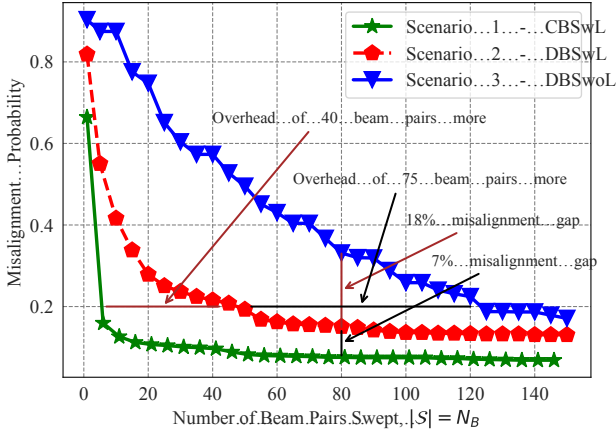 Scenario...1...-...CBSwL
Scenario...2...-...DBSwL
Scenario...3...-...DBSwoL
Overhead...of...40...beam...pairs...more
Overhead...of...75...beam...pairs...more
18%...misalignment...gap
7%...misalignment...gap
Misalignment...Probability
0.8
0.6
0.4
0.2
0 20 40 60 80 100 120 140
Number of Beam Pairs Swept, |S| = N_B